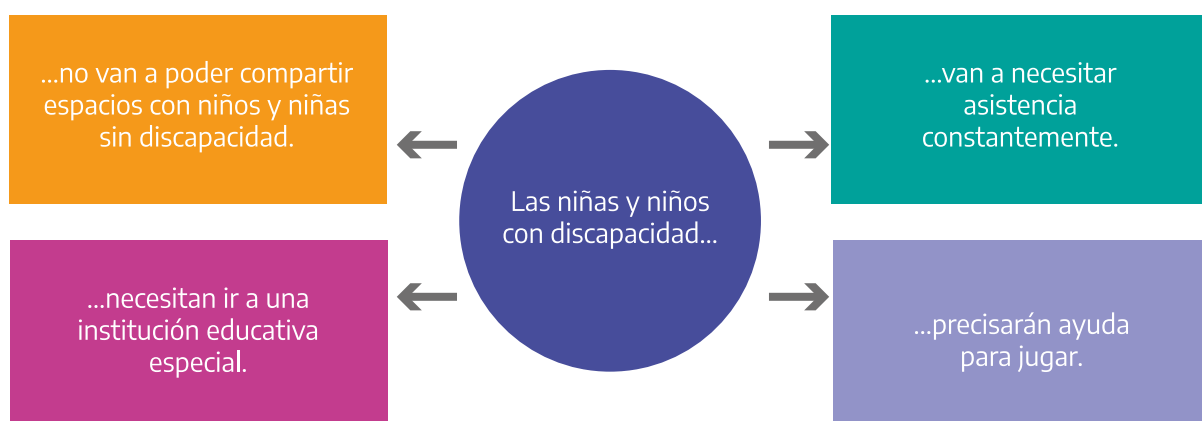 ...no van a poder compartir
espacios con niños y niñas
sin discapacidad.
...van a necesitar
asistencia
constantemente.
Las niñas y niños
con discapacidad...
...necesitan ir a una
institución educativa
especial.
...precisarán ayuda
para jugar.